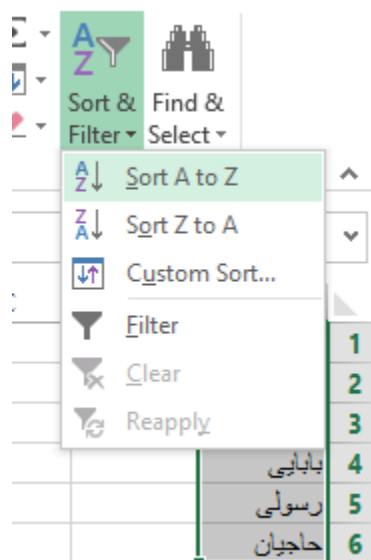 Sort &
Filter
Find &
Select
Sort A to Z
Sort Z to A
Custom Sort...
Filter
Clear
Reapply
1
2
3
بابایی 4
رسولی 5
حاجیان 6